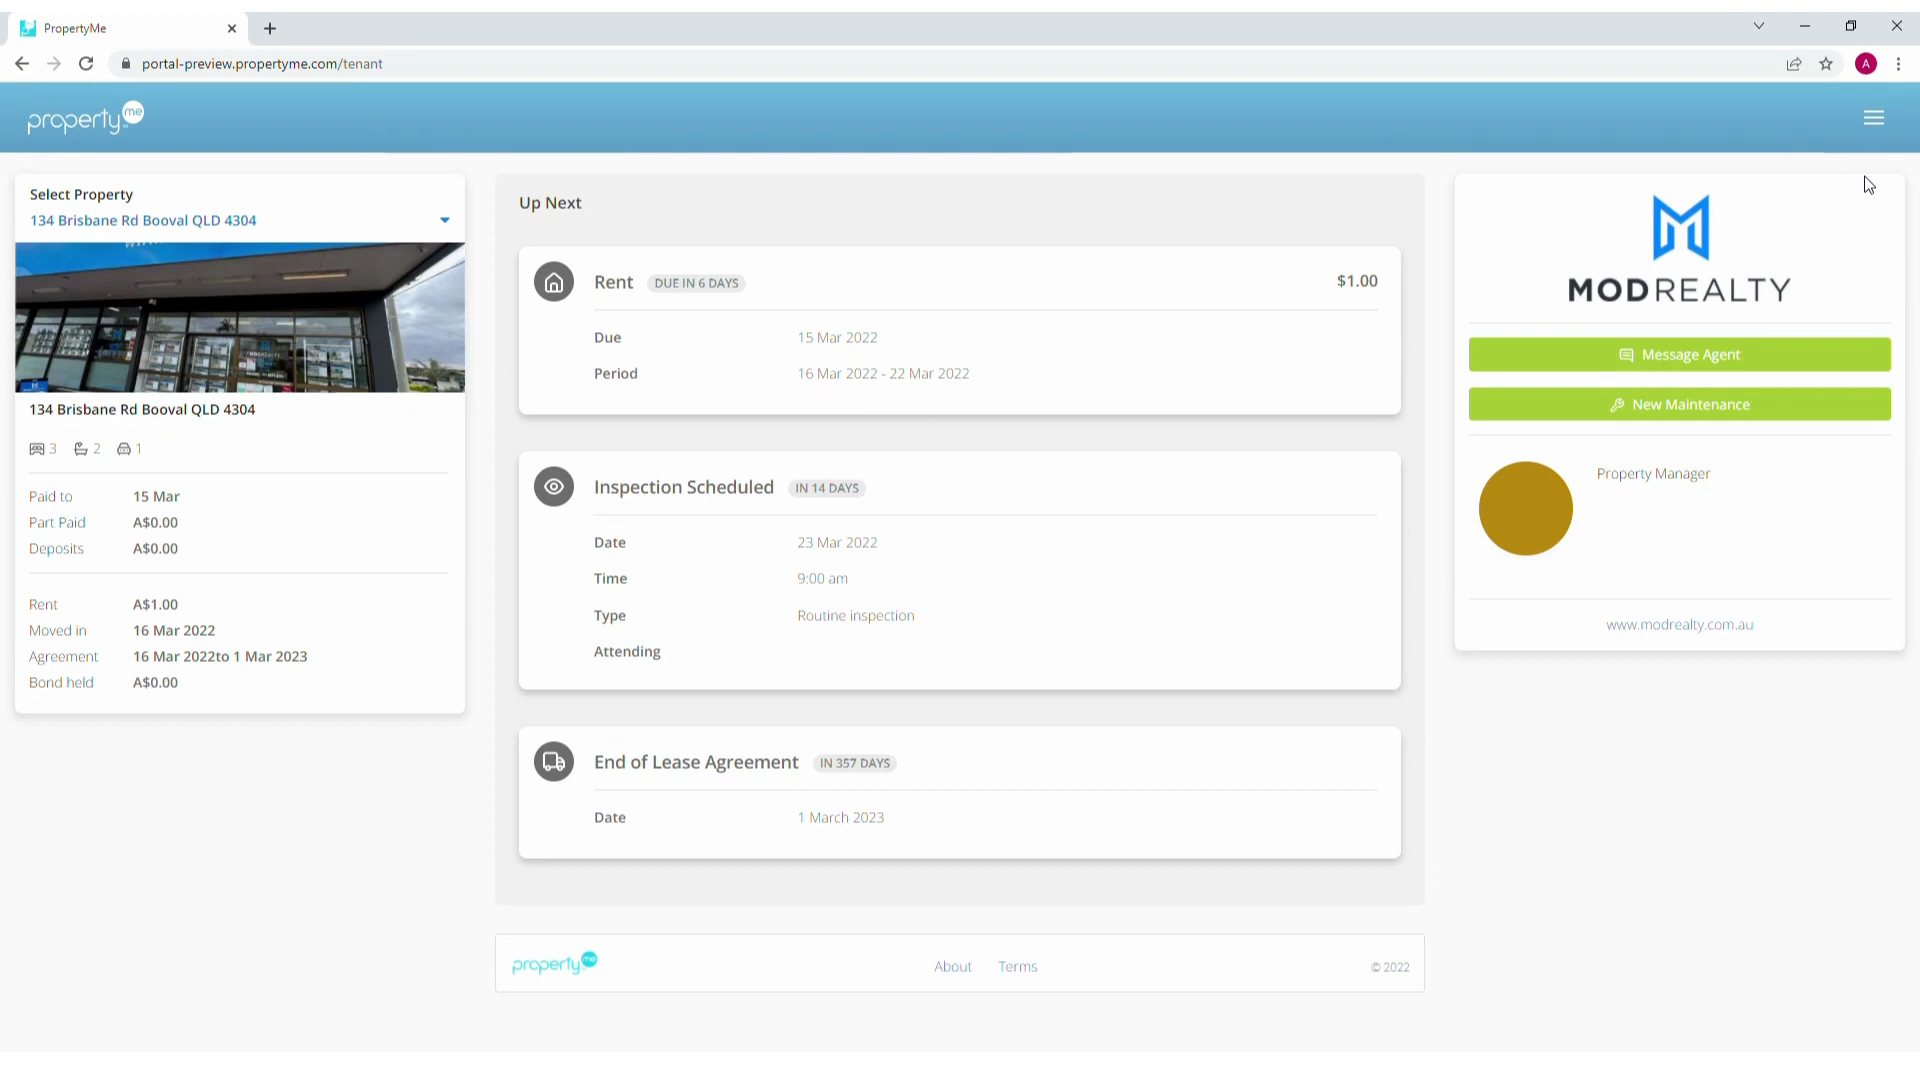 PropertyMe
portal-preview.propertyme.com/tenant
A
property me
Select Property
134 Brisbane Rd Booval QLD 4304
MODREALTY
134 Brisbane Rd Booval QLD 4304
3 2 1
Paid to 15 Mar
Part Paid A$0.00
Deposits A$0.00
Rent A$1.00
Moved in 16 Mar 2022
Agreement 16 Mar 2022to 1 Mar 2023
Bond held A$0.00
Up Next
Rent DUE IN 6 DAYS $1.00
Due 15 Mar 2022
Period 16 Mar 2022 - 22 Mar 2022
Inspection Scheduled IN 14 DAYS
Date 23 Mar 2022
Time 9:00 am
Type Routine inspection
Attending
End of Lease Agreement IN 357 DAYS
Date 1 March 2023
property me
About Terms © 2022
MODREALTY
Message Agent
New Maintenance
Property Manager
www.modrealty.com.au